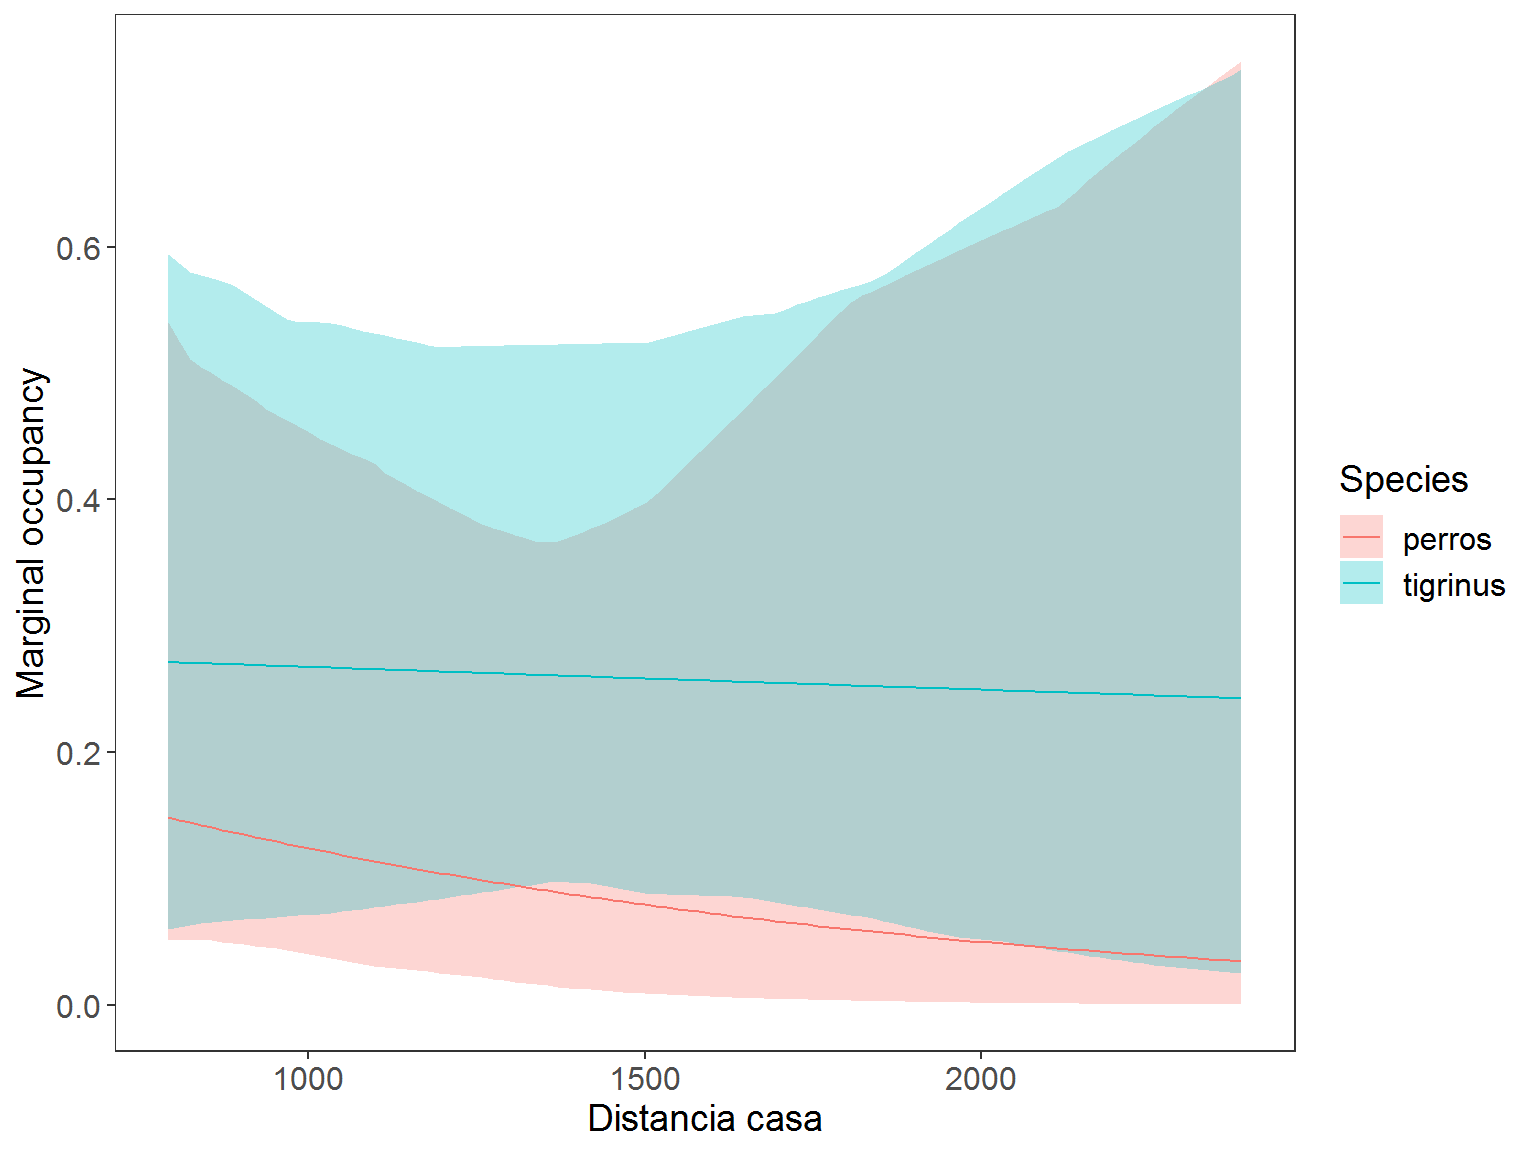 Marginal occupancy
0.6
0.4
0.2
0.0
1000 1500 2000
Distancia casa
Species
perros
tigrinus